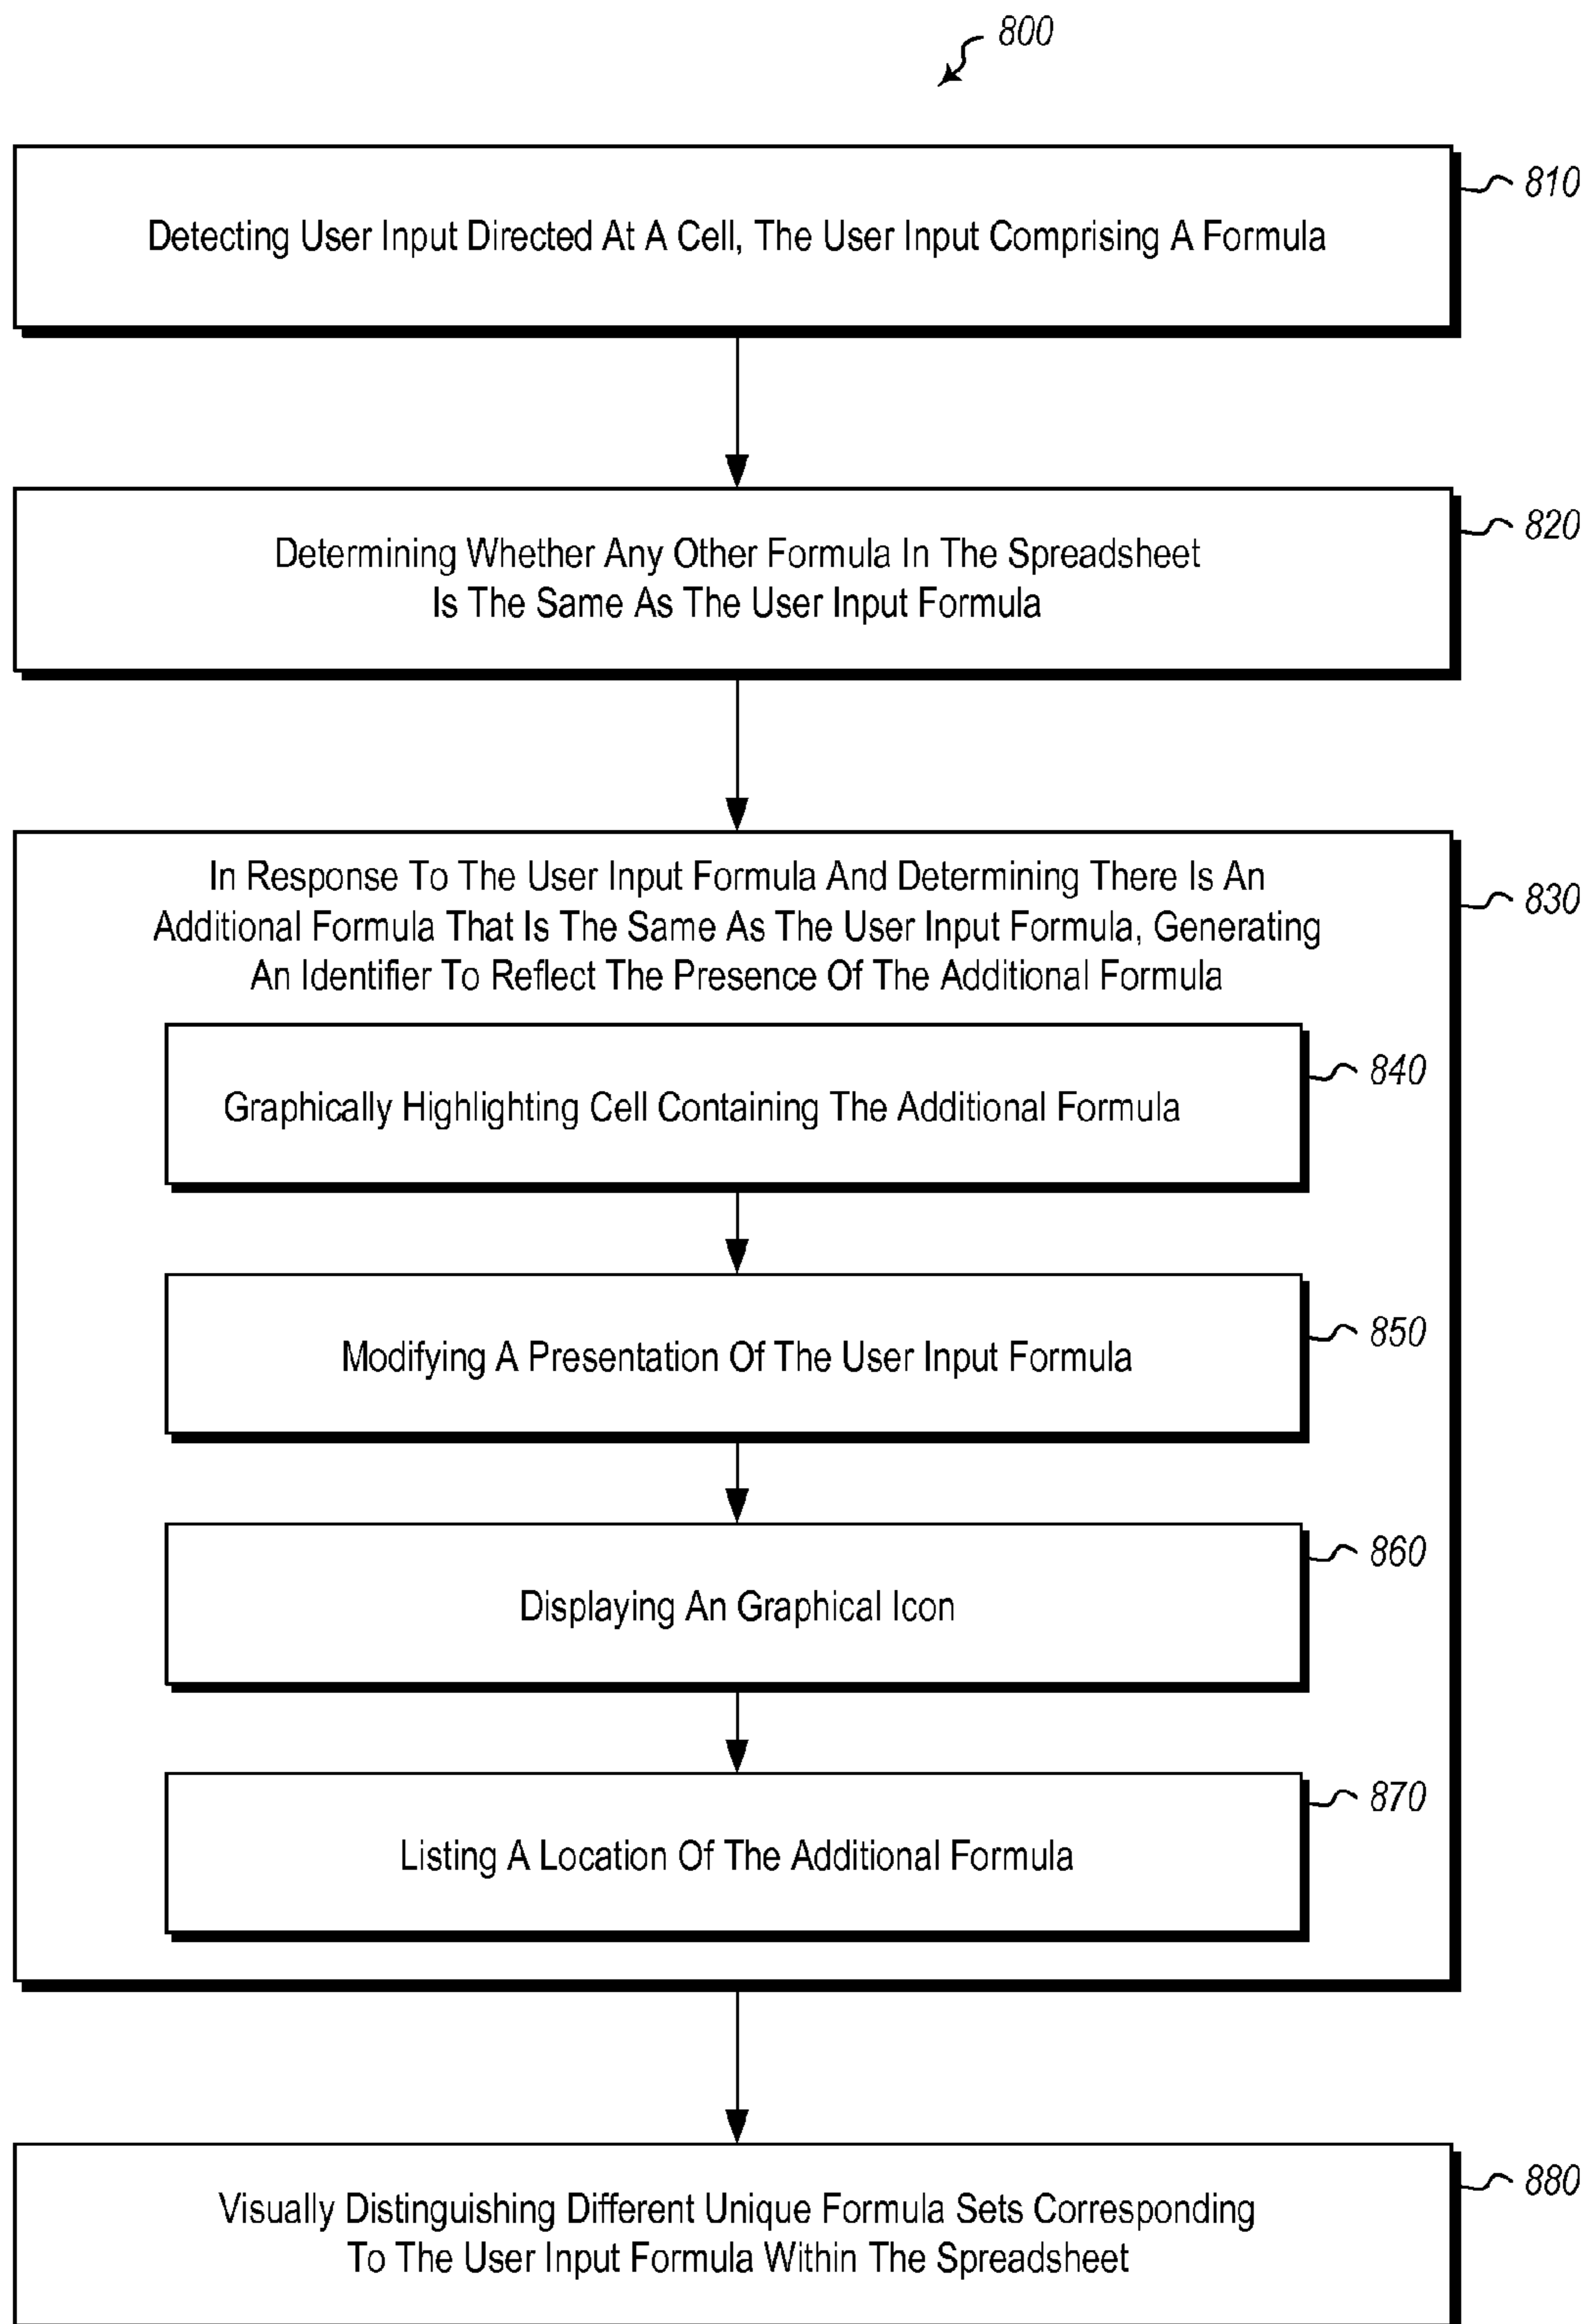 800
810
Detecting User Input Directed At A Cell, The User Input Comprising A Formula
820
Determining Whether Any Other Formula In The Spreadsheet
Is The Same As The User Input Formula
830
In Response To The User Input Formula And Determining There Is An
Additional Formula That Is The Same As The User Input Formula, Generating
An Identifier To Reflect The Presence Of The Additional Formula
840
Graphically Highlighting Cell Containing The Additional Formula
850
Modifying A Presentation Of The User Input Formula
860
Displaying An Graphical Icon
870
Listing A Location Of The Additional Formula
880
Visually Distinguishing Different Unique Formula Sets Corresponding
To The User Input Formula Within The Spreadsheet